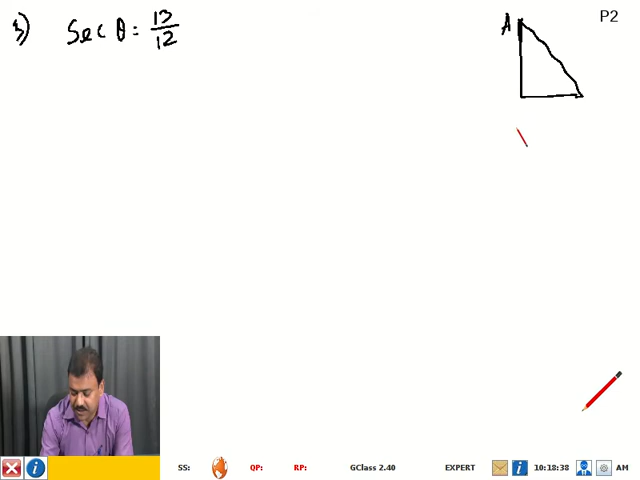 3) Sec θ = 13/12
A
P2
SS: QP: RP: GClass 2.40 EXPERT 10:18:38 AM